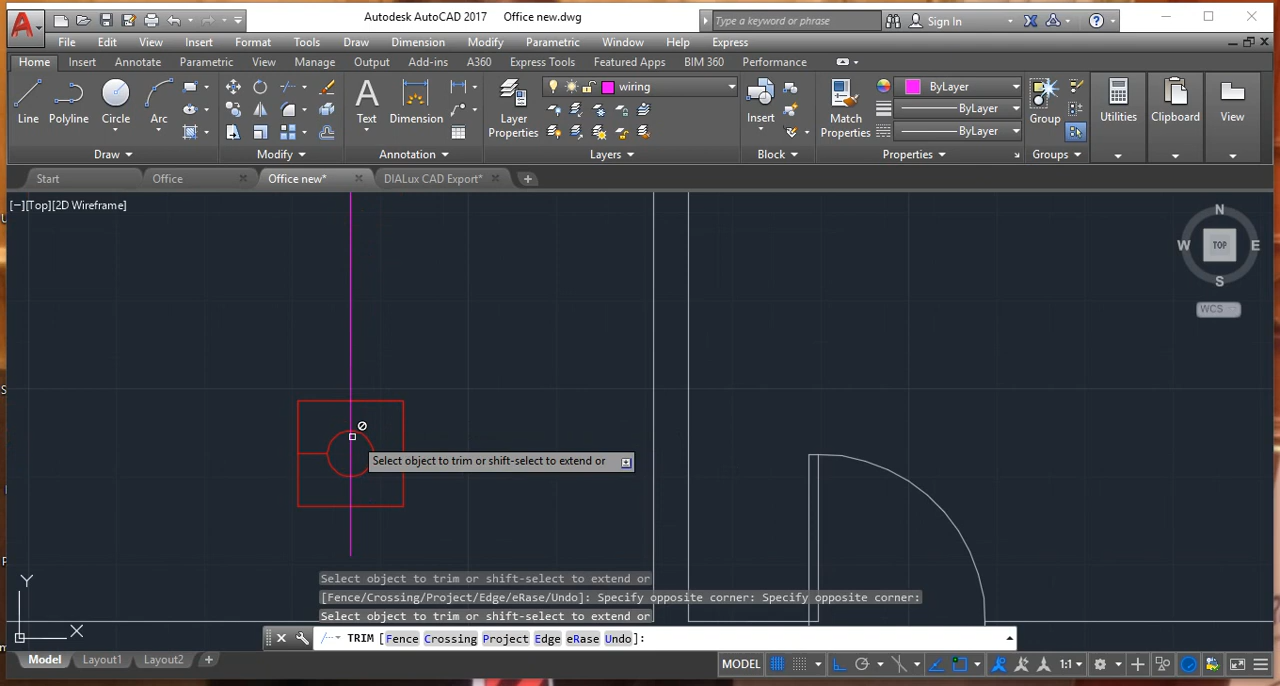 Autodesk AutoCAD 2017 Office new.dwg
Type a keyword or phrase
Sign In
File Edit View Insert Format Tools Draw Dimension Modify Parametric Window Help Express
Home Insert Annotate Parametric View Manage Output Add-ins A360 Express Tools Featured Apps BIM 360 Performance
wiring
ByLayer
Line Polyline Circle Arc
Text Dimension
Layer Properties
Insert
Match Properties
ByLayer
ByLayer
Group
Utilities
Clipboard
View
Draw Modify Annotation Layers Block Properties Groups
Start Office Office new* DIALux CAD Export*
[−][Top][2D Wireframe]
N
W TOP E
S
WCS
Select object to trim or shift-select to extend or
Y
X
Select object to trim or shift-select to extend or
[Fence/Crossing/Project/Edge/eRase/Undo]: Specify opposite corner: Specify opposite corner:
Select object to trim or shift-select to extend or
TRIM [Fence Crossing Project Edge eRase Undo]:
Model Layout1 Layout2 +
MODEL 1:1